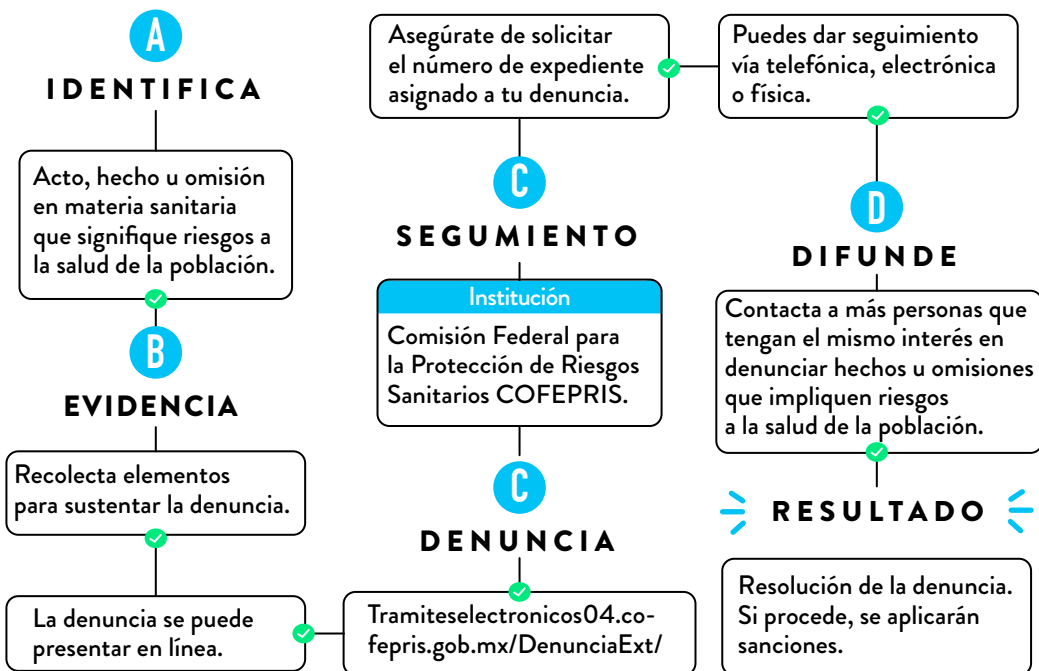 A
IDENTIFICA
Acto, hecho u omisión
en materia sanitaria
que signifique riesgos a
la salud de la población.
B
EVIDENCIA
Recolecta elementos
para sustentar la denuncia.
La denuncia se puede
presentar en línea.
Tramiteselectronicos04.co-
fepris.gob.mx/DenunciaExt/
C
DENUNCIA
Institución
Comisión Federal para
la Protección de Riesgos
Sanitarios COFEPRIS.
C
SEGUMIENTO
Asegúrate de solicitar
el número de expediente
asignado a tu denuncia.
Puedes dar seguimiento
vía telefónica, electrónica
o física.
D
DIFUNDE
Contacta a más personas que
tengan el mismo interés en
denunciar hechos u omisiones
que impliquen riesgos
a la salud de la población.
RESULTADO
Resolución de la denuncia.
Si procede, se aplicarán
sanciones.